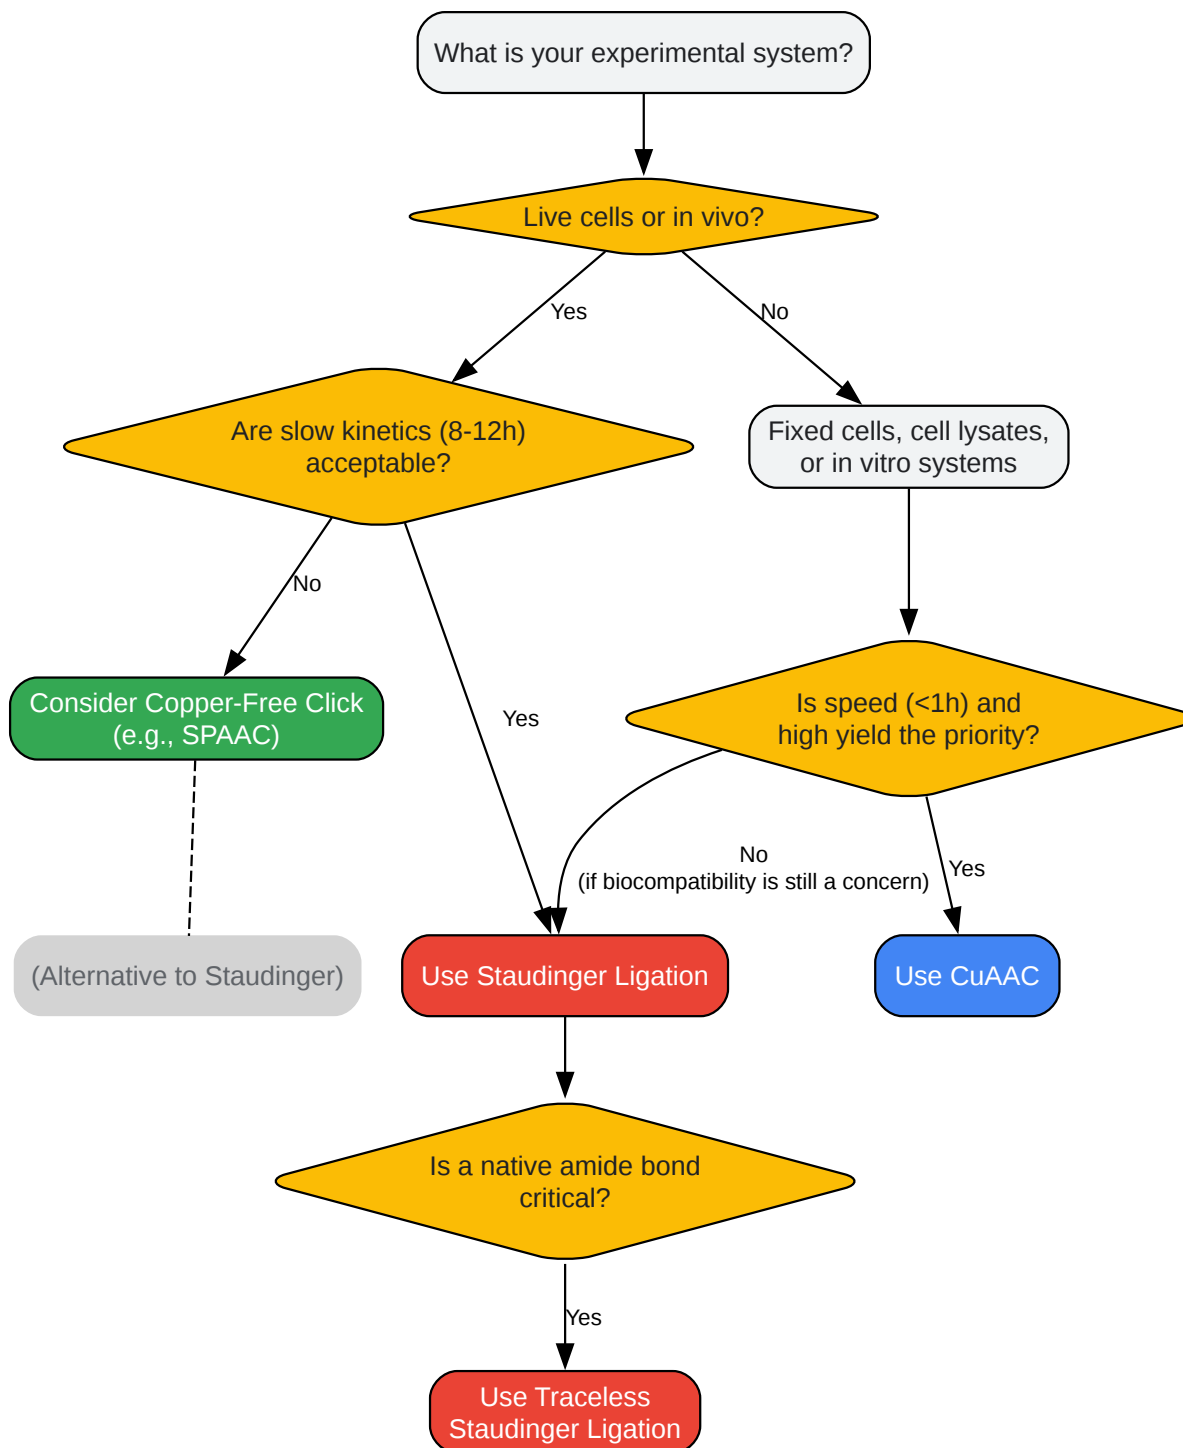 What is your experimental system?
Live cells or in vivo?
Yes
No
Are slow kinetics (8-12h)
acceptable?
Fixed cells, cell lysates,
or in vitro systems
No
Consider Copper-Free Click
(e.g., SPAAC)
Yes
Is speed (<1h) and
high yield the priority?
No
(if biocompatibility is still a concern)
Yes
(Alternative to Staudinger)
Use Staudinger Ligation
Use CuAAC
Is a native amide bond
critical?
Yes
Use Traceless
Staudinger Ligation